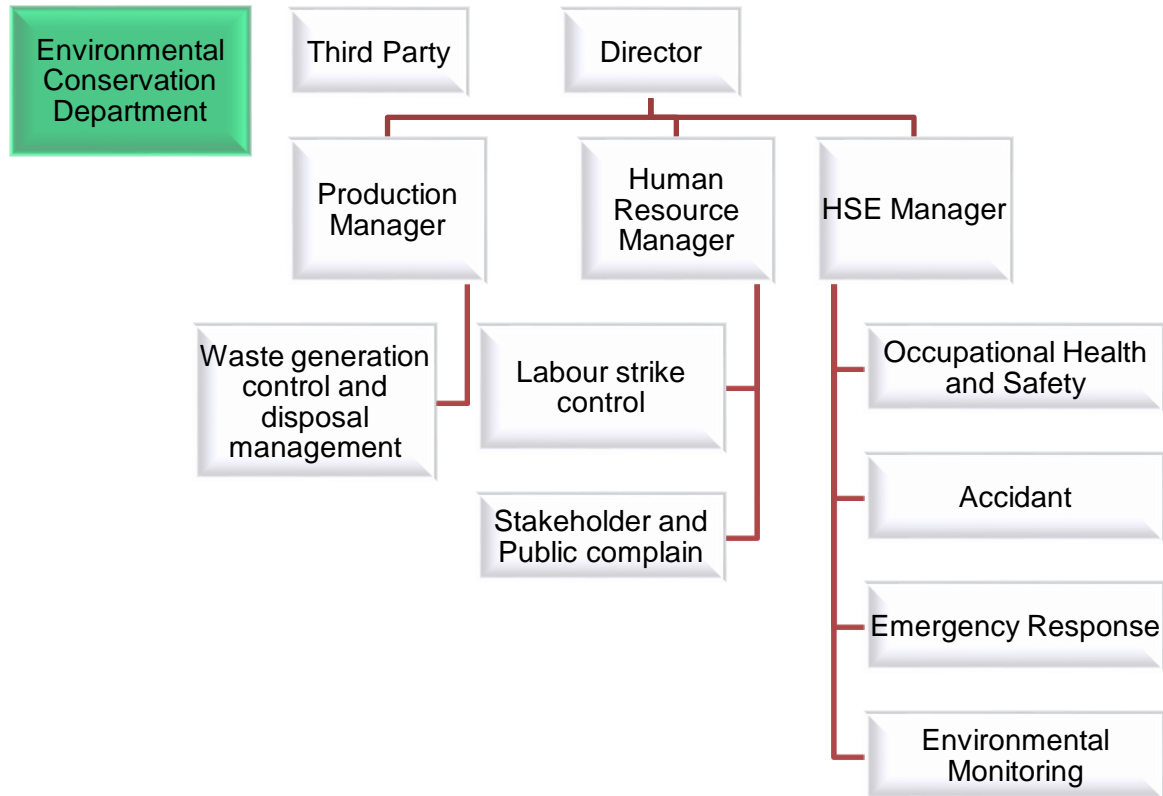 Environmental
Conservation
Department
Third Party
Director
Production
Manager
Human
Resource
Manager
HSE Manager
Waste generation
control and
disposal
management
Labour strike
control
Stakeholder and
Public complain
Occupational Health
and Safety
Accidant
Emergency Response
Environmental
Monitoring